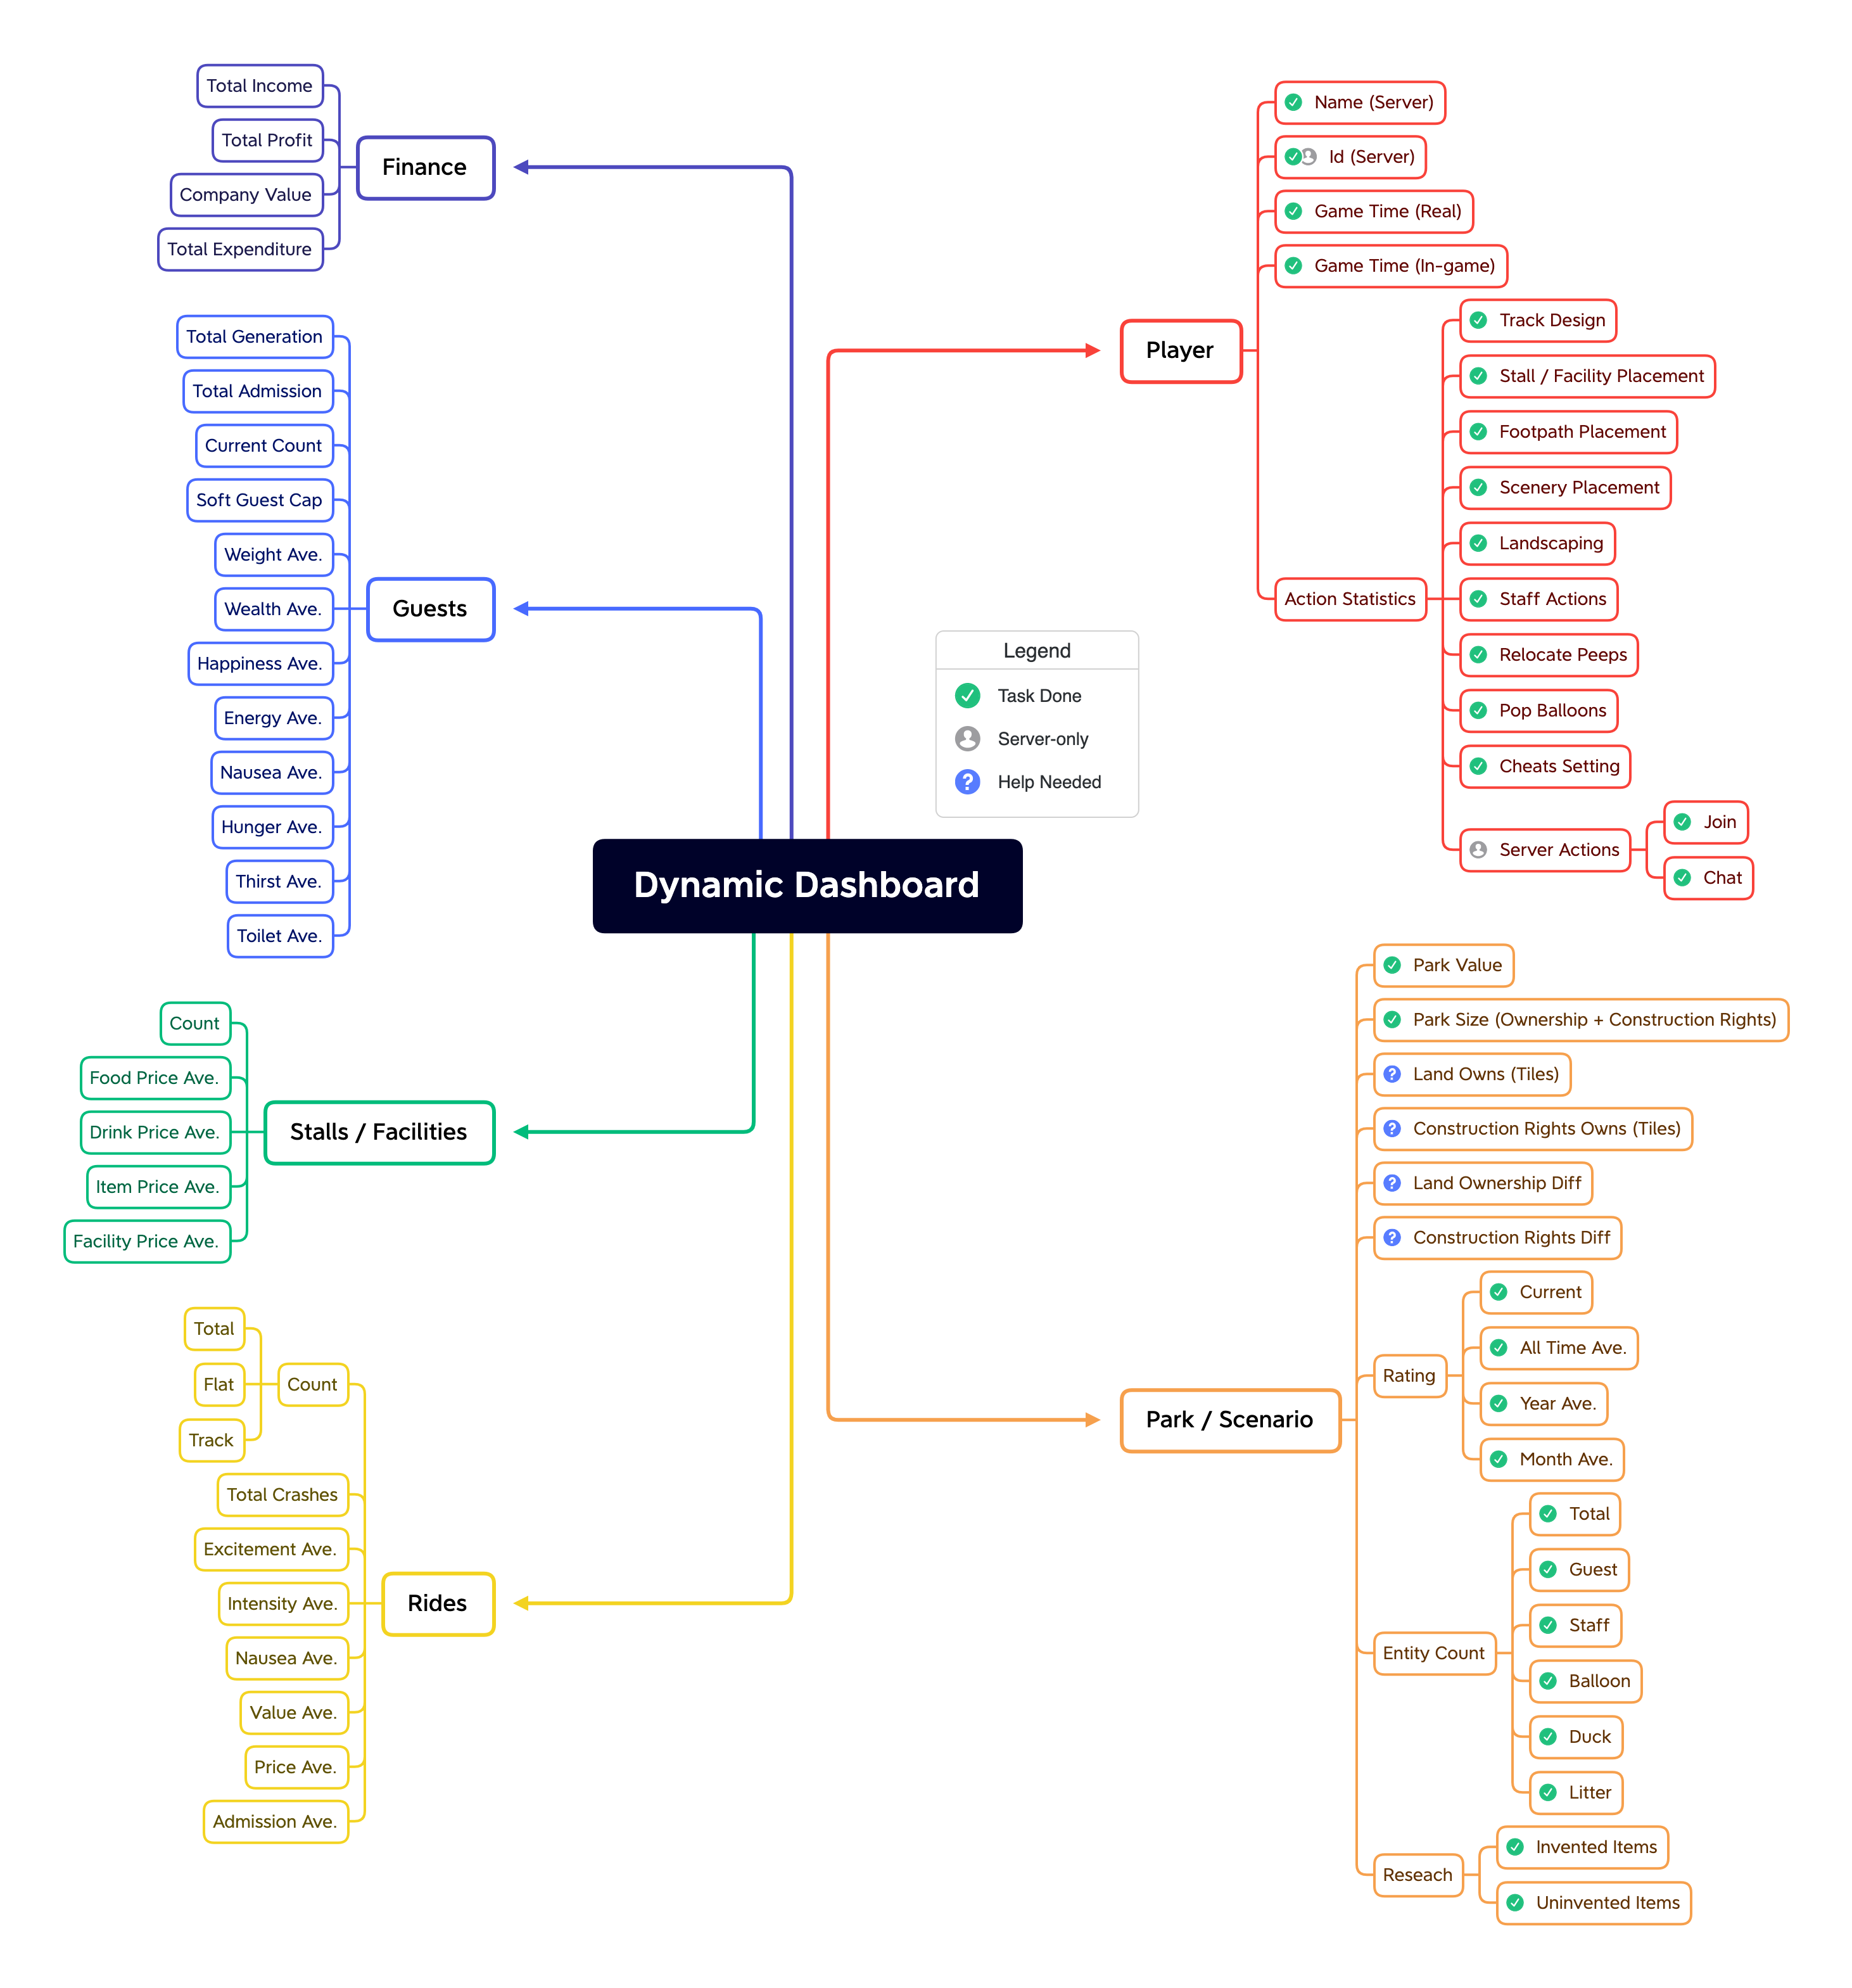 Total Income
Total Profit
Company Value
Total Expenditure
Finance
Total Generation
Total Admission
Current Count
Soft Guest Cap
Weight Ave.
Wealth Ave.
Happiness Ave.
Energy Ave.
Nausea Ave.
Hunger Ave.
Thirst Ave.
Toilet Ave.
Guests
Count
Food Price Ave.
Drink Price Ave.
Item Price Ave.
Facility Price Ave.
Stalls / Facilities
Total
Flat
Track
Count
Total Crashes
Excitement Ave.
Intensity Ave.
Nausea Ave.
Value Ave.
Price Ave.
Admission Ave.
Rides
Dynamic Dashboard
Legend
Task Done
Server-only
Help Needed
Player
Name (Server)
Id (Server)
Game Time (Real)
Game Time (In-game)
Action Statistics
Track Design
Stall / Facility Placement
Footpath Placement
Scenery Placement
Landscaping
Staff Actions
Relocate Peeps
Pop Balloons
Cheats Setting
Server Actions
Join
Chat
Park / Scenario
Park Value
Park Size (Ownership + Construction Rights)
Land Owns (Tiles)
Construction Rights Owns (Tiles)
Land Ownership Diff
Construction Rights Diff
Rating
Current
All Time Ave.
Year Ave.
Month Ave.
Entity Count
Total
Guest
Staff
Balloon
Duck
Litter
Reseach
Invented Items
Uninvented Items